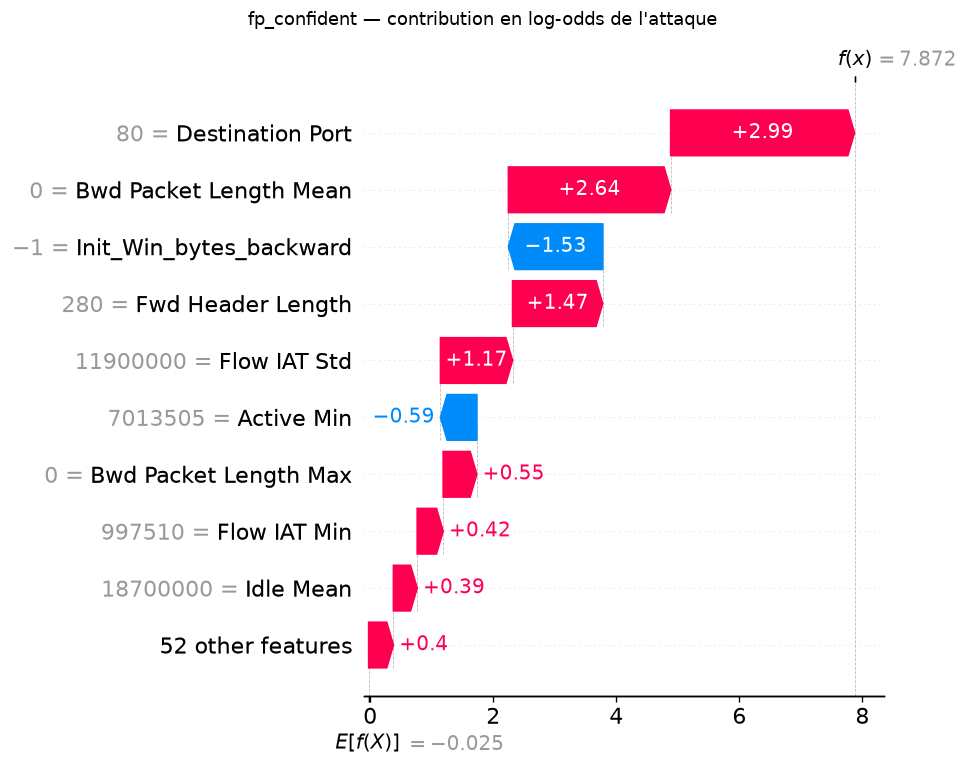 fp_confident — contribution en log-odds de l'attaque
f(x) = 7.872
80 = Destination Port
+2.99
0 = Bwd Packet Length Mean
+2.64
−1 = Init_Win_bytes_backward
−1.53
280 = Fwd Header Length
+1.47
11900000 = Flow IAT Std
+1.17
7013505 = Active Min
−0.59
0 = Bwd Packet Length Max
+0.55
997510 = Flow IAT Min
+0.42
18700000 = Idle Mean
+0.39
52 other features
+0.4
0 2 4 6 8
E[f(X)] = −0.025